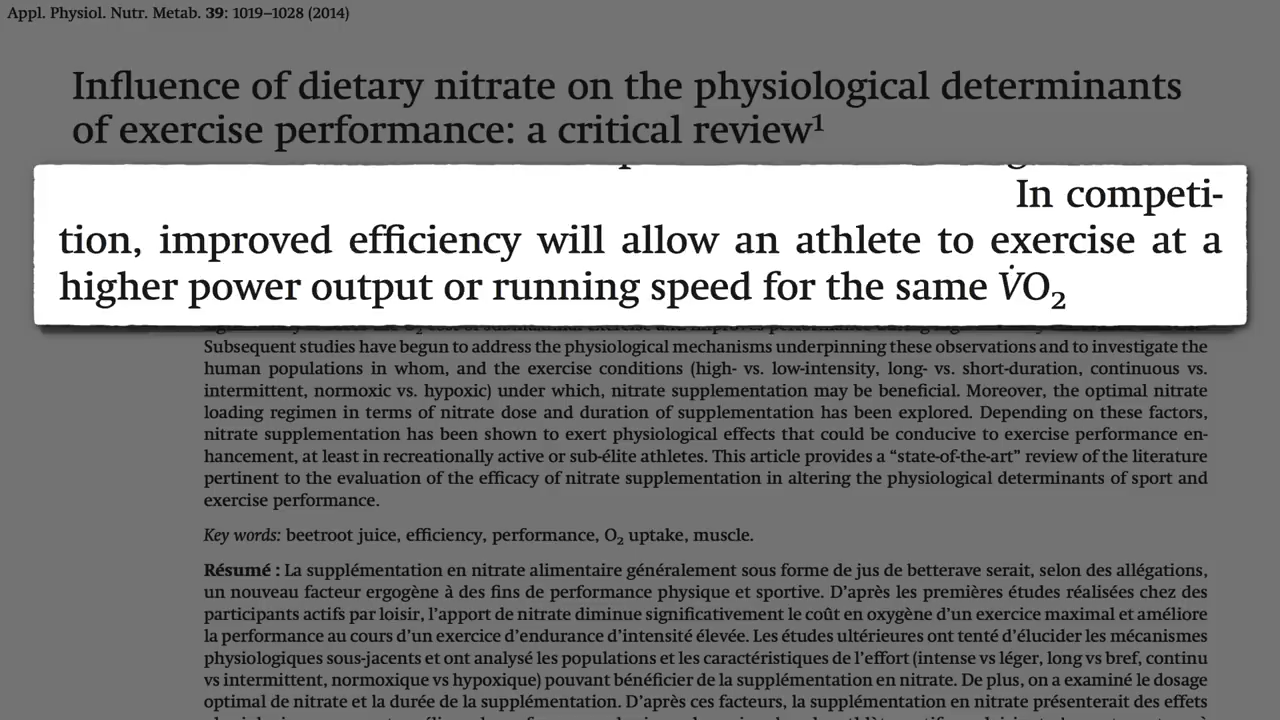 Appl. Physiol. Nutr. Metab. 39: 1019–1028 (2014)
Influence of dietary nitrate on the physiological determinants
of exercise performance: a critical review¹
In competi-
tion, improved efficiency will allow an athlete to exercise at a
higher power output or running speed for the same V̇O₂
Subsequent studies have begun to address the physiological mechanisms underpinning these observations and to investigate the
human populations in whom, and the exercise conditions (high- vs. low-intensity, long- vs. short-duration, continuous vs.
intermittent, normoxic vs. hypoxic) under which, nitrate supplementation may be beneficial. Moreover, the optimal nitrate
loading regimen in terms of nitrate dose and duration of supplementation has been explored. Depending on these factors,
nitrate supplementation has been shown to exert physiological effects that could be conducive to exercise performance en-
hancement, at least in recreationally active or sub-élite athletes. This article provides a “state-of-the-art” review of the literature
pertinent to the evaluation of the efficacy of nitrate supplementation in altering the physiological determinants of sport and
exercise performance.
Key words: beetroot juice, efficiency, performance, O₂ uptake, muscle.
Résumé : La supplémentation en nitrate alimentaire généralement sous forme de jus de betterave serait, selon des allégations,
un nouveau facteur ergogène à des fins de performance physique et sportive. D’après les premières études réalisées chez des
participants actifs par loisir, l’apport de nitrate diminue significativement le coût en oxygène d’un exercice maximal et améliore
la performance au cours d’un exercice d’endurance d’intensité élevée. Les études ultérieures ont tenté d’élucider les mécanismes
physiologiques sous-jacents et ont analysé les populations et les caractéristiques de l’effort (intense vs léger, long vs bref, continu
vs intermittent, normoxique vs hypoxique) pouvant bénéficier de la supplémentation en nitrate. De plus, on a examiné le dosage
optimal de nitrate et la durée de la supplémentation. D’après ces facteurs, la supplémentation en nitrate présenterait des effets